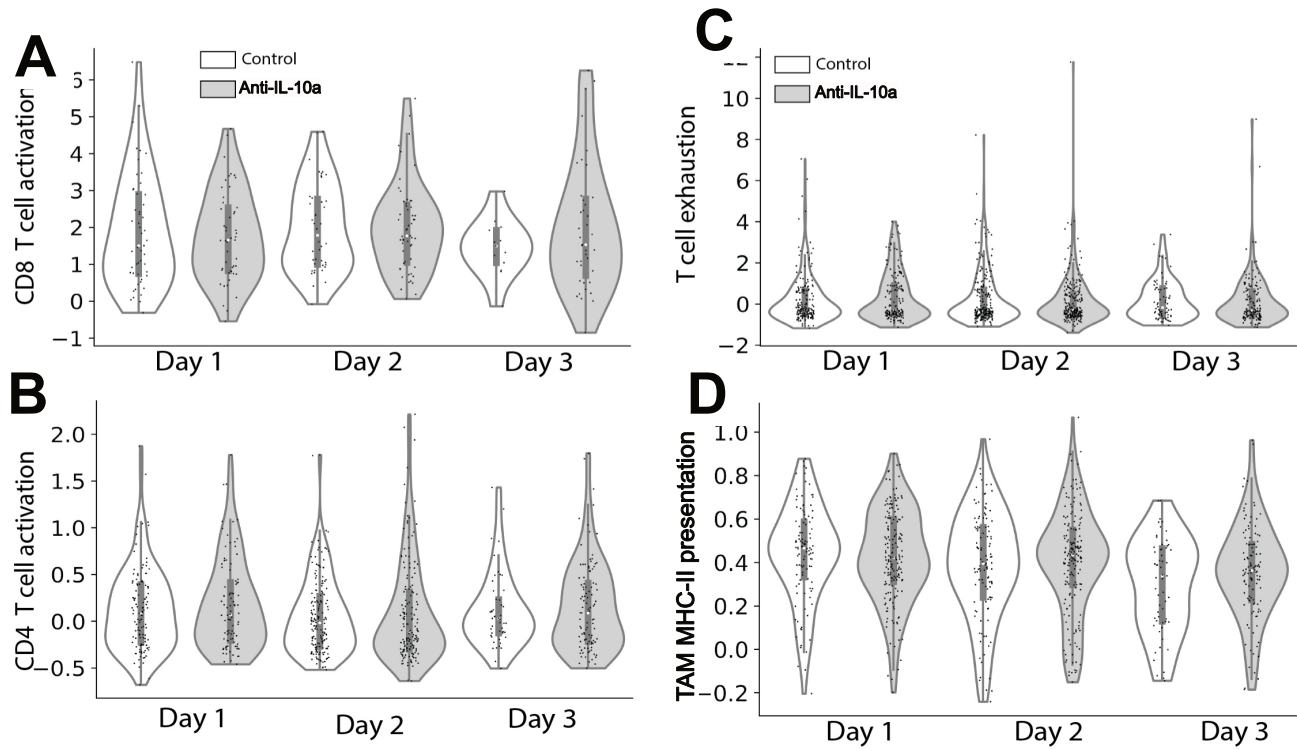 A
Control
Anti-IL-10a
CD8 T cell activation
5
4
3
2
1
0
−1
Day 1
Day 2
Day 3
B
CD4 T cell activation
2.0
1.5
1.0
0.5
0.0
−0.5
Day 1
Day 2
Day 3
C
Control
Anti-IL-10a
T cell exhaustion
10
8
6
4
2
0
−2
Day 1
Day 2
Day 3
D
TAM MHC-II presentation
1.0
0.8
0.6
0.4
0.2
0.0
−0.2
Day 1
Day 2
Day 3